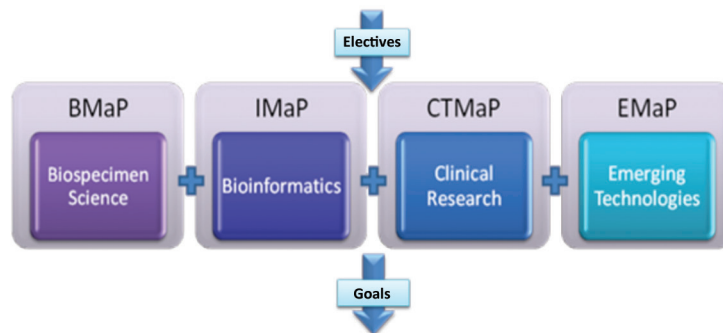 Electives
BMaP
IMaP
CTMaP
EMaP
Biospecimen
Science
Bioinformatics
Clinical
Research
Emerging
Technologies
Goals